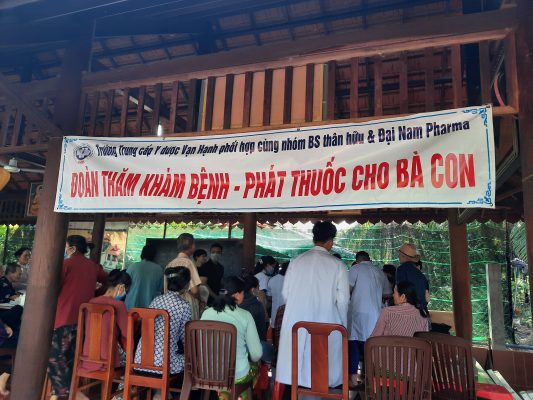 Trường Trung cấp Y dược Vạn Hạnh phối hợp cùng nhóm BS thân hữu & Đại Nam Pharma
ĐOÀN THĂM KHÁM BỆNH - PHÁT THUỐC CHO BÀ CON